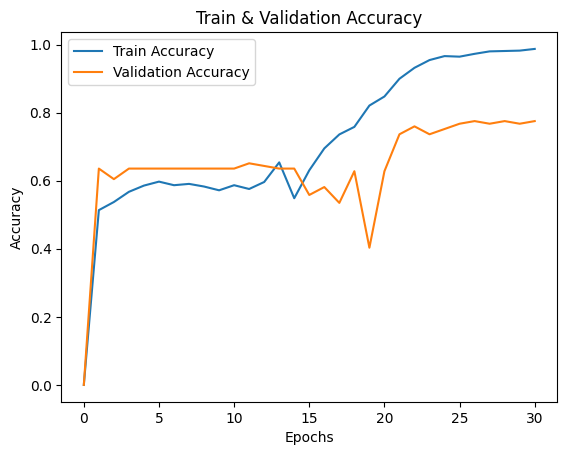 Train & Validation Accuracy
Train Accuracy
Validation Accuracy
Accuracy
1.0
0.8
0.6
0.4
0.2
0.0
0 5 10 15 20 25 30
Epochs